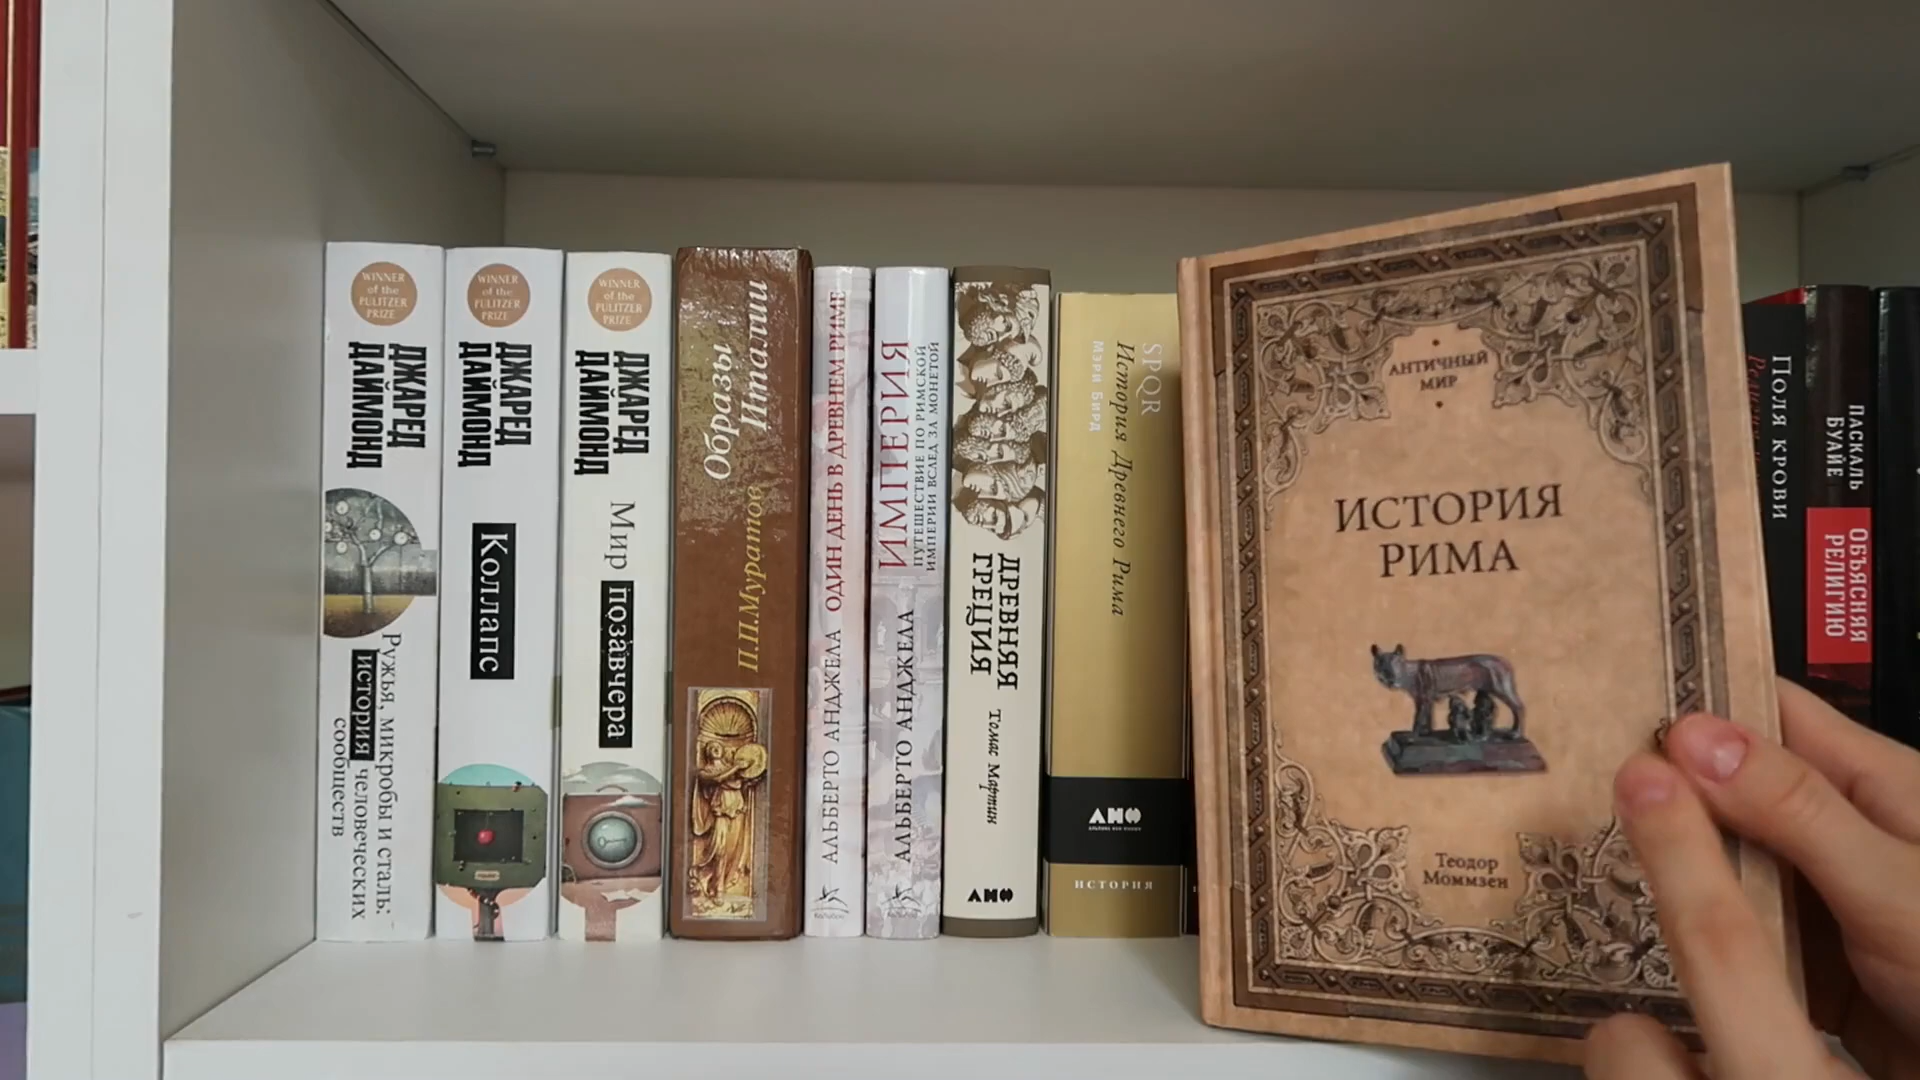 WINNER
of the
PULITZER
PRIZE
ДЖАРЕД
ДАЙМОНД
Ружья, микробы и сталь:
история человеческих
сообществ
WINNER
of the
PULITZER
PRIZE
ДЖАРЕД
ДАЙМОНД
Коллапс
WINNER
of the
PULITZER
PRIZE
ДЖАРЕД
ДАЙМОНД
Мир позавчера
Образы
Италии
П.П.Муратов
АЛЬБЕРТО АНДЖЕЛА ОДИН ДЕНЬ В ДРЕВНЕМ РИМЕ
АЛЬБЕРТО АНДЖЕЛА ИМПЕРИЯ
ПУТЕШЕСТВИЕ ПО РИМСКОЙ
ИМПЕРИИ ВСЛЕД ЗА МОНЕТОЙ
ДРЕВНЯЯ
ГРЕЦИЯ
Томас Мартин
АНФ
SPQR
История Древнего Рима
Мэри Бирд
АНФ
ИСТОРИЯ
АНТИЧНЫЙ
МИР
ИСТОРИЯ
РИМА
Теодор
Моммзен
Поля крови
ПАСКАЛЬ
БУАЙЕ
ОБЪЯСНЯЯ
РЕЛИГИЮ